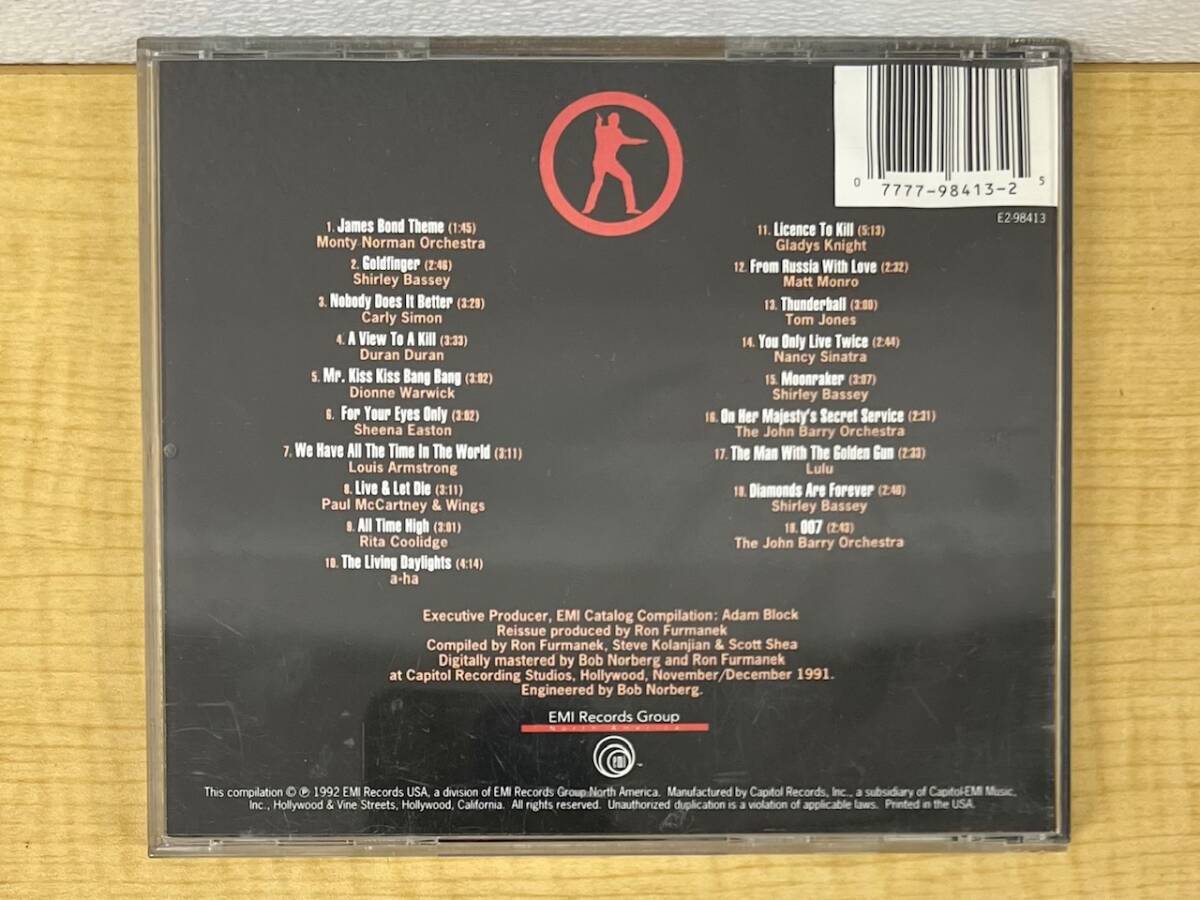 0 7777-98413-2 5
E2-98413
1. James Bond Theme (1:45)
Monty Norman Orchestra
2. Goldfinger (2:46)
Shirley Bassey
3. Nobody Does It Better (3:29)
Carly Simon
4. A View To A Kill (3:33)
Duran Duran
5. Mr. Kiss Kiss Bang Bang (3:02)
Dionne Warwick
6. For Your Eyes Only (3:02)
Sheena Easton
7. We Have All The Time In The World (3:11)
Louis Armstrong
8. Live & Let Die (3:11)
Paul McCartney & Wings
9. All Time High (3:01)
Rita Coolidge
10. The Living Daylights (4:14)
a-ha
11. Licence To Kill (5:13)
Gladys Knight
12. From Russia With Love (2:32)
Matt Monro
13. Thunderball (3:00)
Tom Jones
14. You Only Live Twice (2:44)
Nancy Sinatra
15. Moonraker (3:07)
Shirley Bassey
16. On Her Majesty's Secret Service (2:31)
The John Barry Orchestra
17. The Man With The Golden Gun (2:33)
Lulu
18. Diamonds Are Forever (2:46)
Shirley Bassey
19. 007 (2:43)
The John Barry Orchestra
Executive Producer, EMI Catalog Compilation: Adam Block
Reissue produced by Ron Furmanek
Compiled by Ron Furmanek, Steve Kolanjian & Scott Shea
Digitally mastered by Bob Norberg and Ron Furmanek
at Capitol Recording Studios, Hollywood, November/December 1991.
Engineered by Bob Norberg.
EMI Records Group
North America
emi ™
This compilation © ℗ 1992 EMI Records USA, a division of EMI Records Group North America. Manufactured by Capitol Records, Inc., a subsidiary of Capitol-EMI Music,
Inc., Hollywood & Vine Streets, Hollywood, California. All rights reserved. Unauthorized duplication is a violation of applicable laws. Printed in the USA.